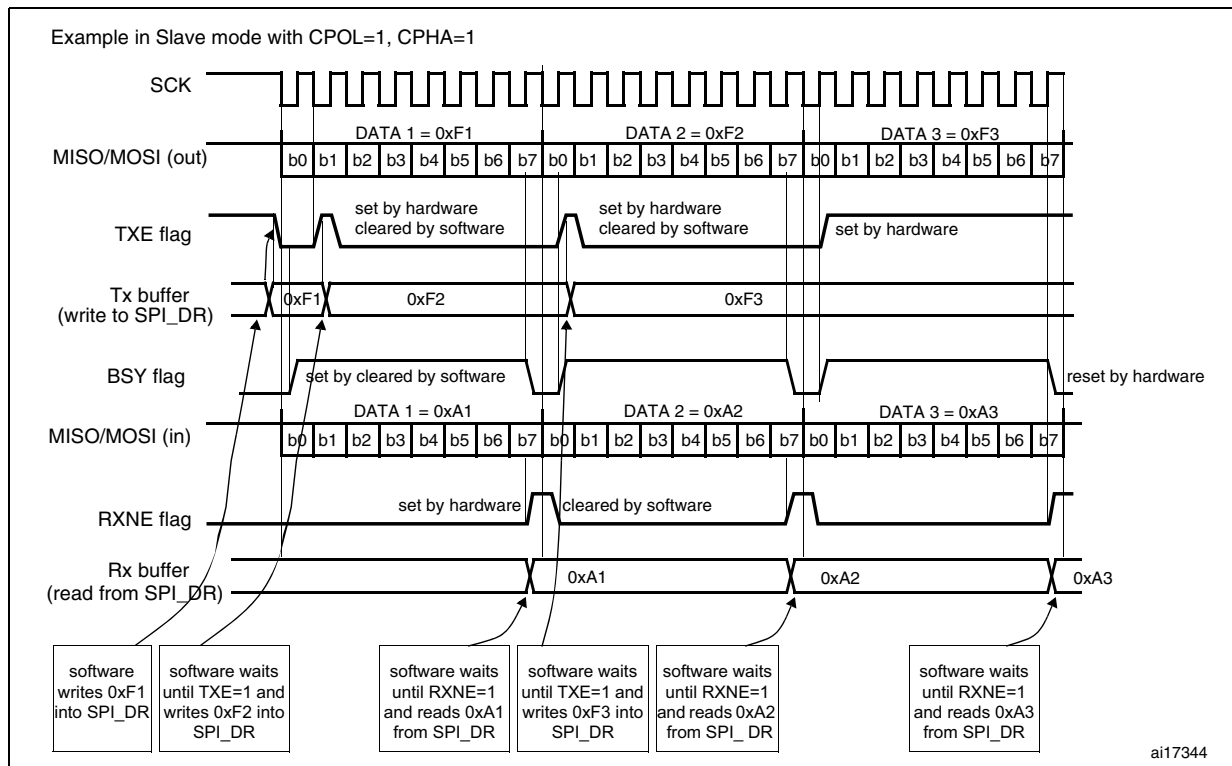 Example in Slave mode with CPOL=1, CPHA=1
SCK
DATA 1 = 0xF1 DATA 2 = 0xF2 DATA 3 = 0xF3
MISO/MOSI (out)
b0 b1 b2 b3 b4 b5 b6 b7 b0 b1 b2 b3 b4 b5 b6 b7 b0 b1 b2 b3 b4 b5 b6 b7
TXE flag
set by hardware
cleared by software
set by hardware
cleared by software
set by hardware
Tx buffer
(write to SPI_DR)
0xF1 0xF2 0xF3
BSY flag
set by cleared by software
reset by hardware
DATA 1 = 0xA1 DATA 2 = 0xA2 DATA 3 = 0xA3
MISO/MOSI (in)
b0 b1 b2 b3 b4 b5 b6 b7 b0 b1 b2 b3 b4 b5 b6 b7 b0 b1 b2 b3 b4 b5 b6 b7
RXNE flag
set by hardware cleared by software
Rx buffer
(read from SPI_DR)
0xA1 0xA2 0xA3
software
writes 0xF1
into SPI_DR
software waits
until TXE=1 and
writes 0xF2 into
SPI_DR
software waits
until RXNE=1
and reads 0xA1
from SPI_DR
software waits
until TXE=1 and
writes 0xF3 into
SPI_DR
software waits
until RXNE=1
and reads 0xA2
from SPI_ DR
software waits
until RXNE=1
and reads 0xA3
from SPI_DR
ai17344